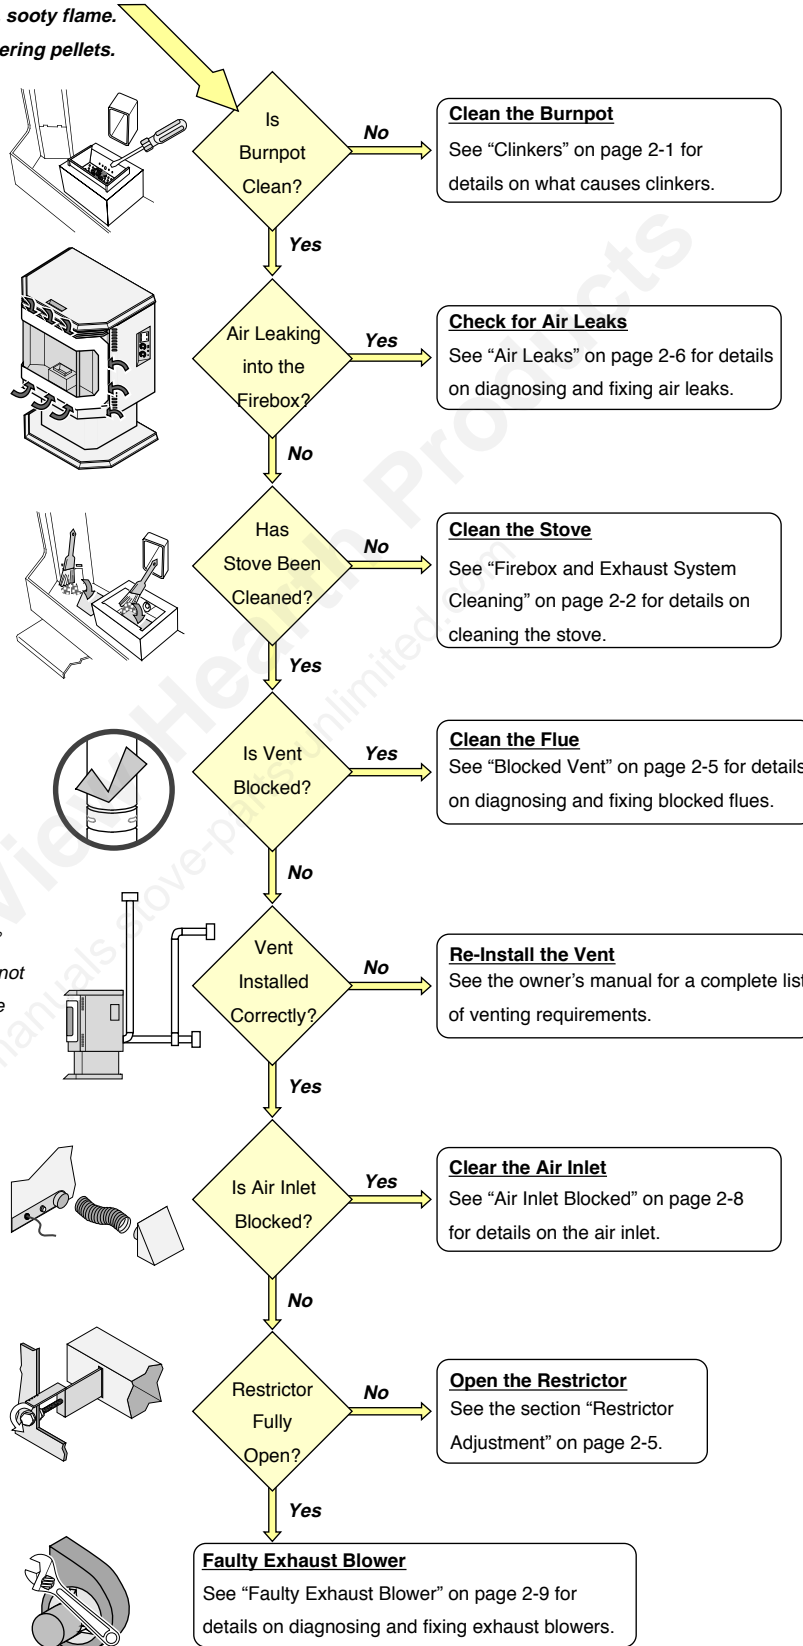 sooty flame.
ering pellets.
Is
Burnpot
Clean?
No
Clean the Burnpot
See “Clinkers” on page 2-1 for
details on what causes clinkers.
Yes
Air Leaking
into the
Firebox?
Yes
Check for Air Leaks
See “Air Leaks” on page 2-6 for details
on diagnosing and fixing air leaks.
No
Has
Stove Been
Cleaned?
No
Clean the Stove
See “Firebox and Exhaust System
Cleaning” on page 2-2 for details on
cleaning the stove.
Yes
Is Vent
Blocked?
Yes
Clean the Flue
See “Blocked Vent” on page 2-5 for details
on diagnosing and fixing blocked flues.
No
not
Vent
Installed
Correctly?
No
Re-Install the Vent
See the owner’s manual for a complete list
of venting requirements.
Yes
Is Air Inlet
Blocked?
Yes
Clear the Air Inlet
See “Air Inlet Blocked” on page 2-8
for details on the air inlet.
No
Restrictor
Fully
Open?
No
Open the Restrictor
See the section “Restrictor
Adjustment” on page 2-5.
Yes
Faulty Exhaust Blower
See “Faulty Exhaust Blower” on page 2-9 for
details on diagnosing and fixing exhaust blowers.
View Hearth Products
manuals.stove-parts-unlimited.com